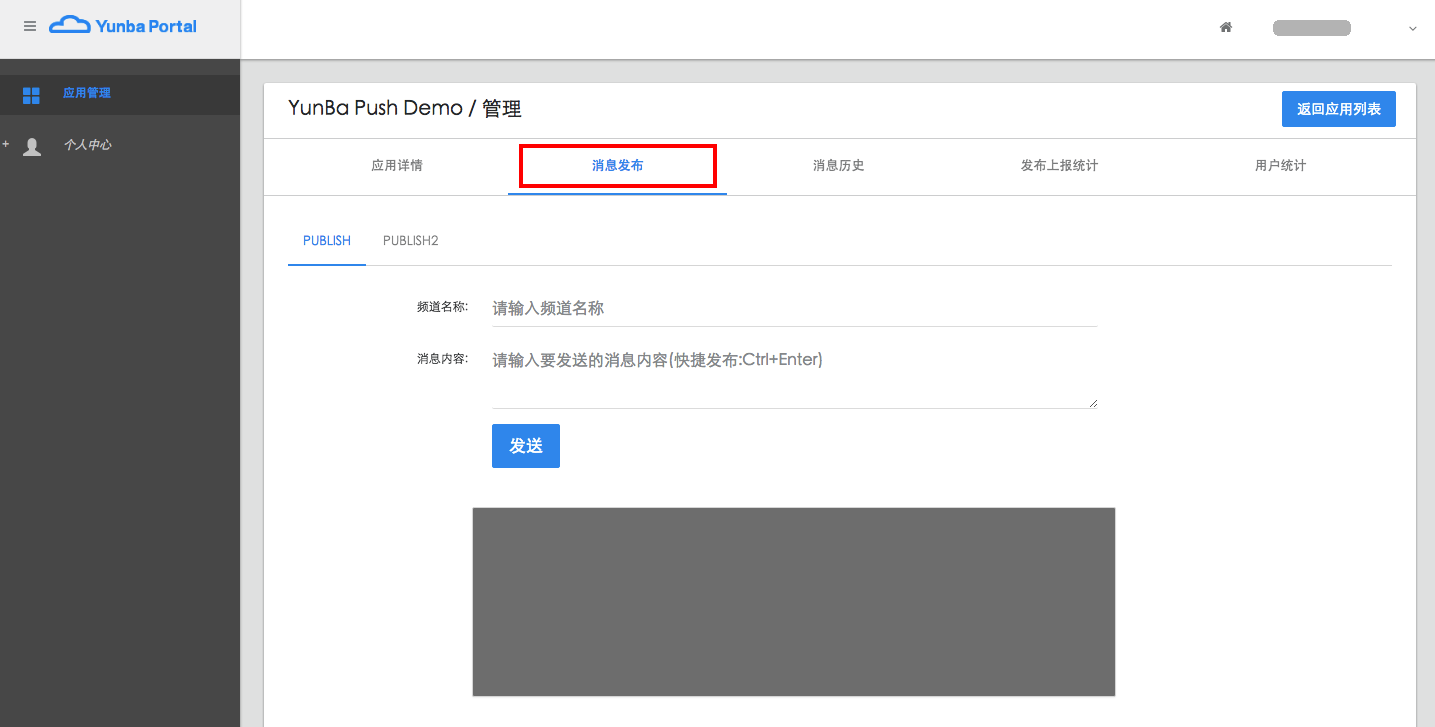 Yunba Portal
应用管理
+ 个人中心
YunBa Push Demo / 管理
返回应用列表
应用详情 消息发布 消息历史 发布上报统计 用户统计
PUBLISH PUBLISH2
频道名称: 请输入频道名称
消息内容: 请输入要发送的消息内容(快捷发布:Ctrl+Enter)
发送